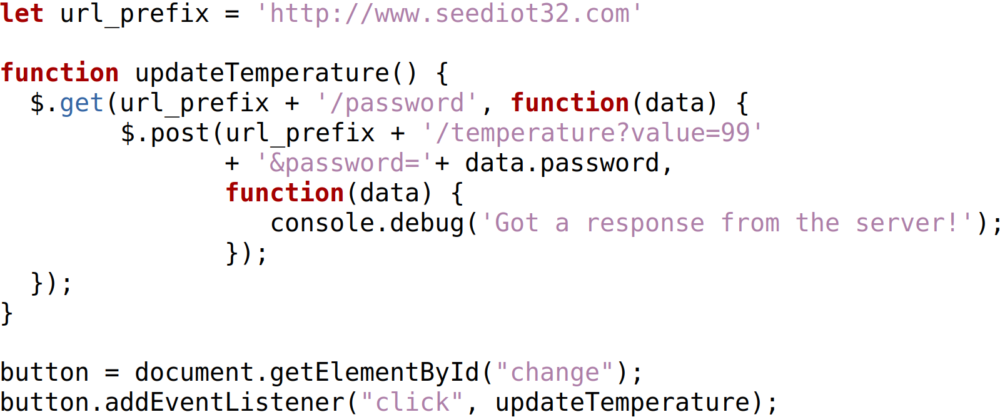 let url_prefix = 'http://www.seediot32.com'
function updateTemperature() {
$.get(url_prefix + '/password', function(data) {
$.post(url_prefix + '/temperature?value=99'
+ '&password='+ data.password,
function(data) {
console.debug('Got a response from the server!');
});
});
}
button = document.getElementById("change");
button.addEventListener("click", updateTemperature);